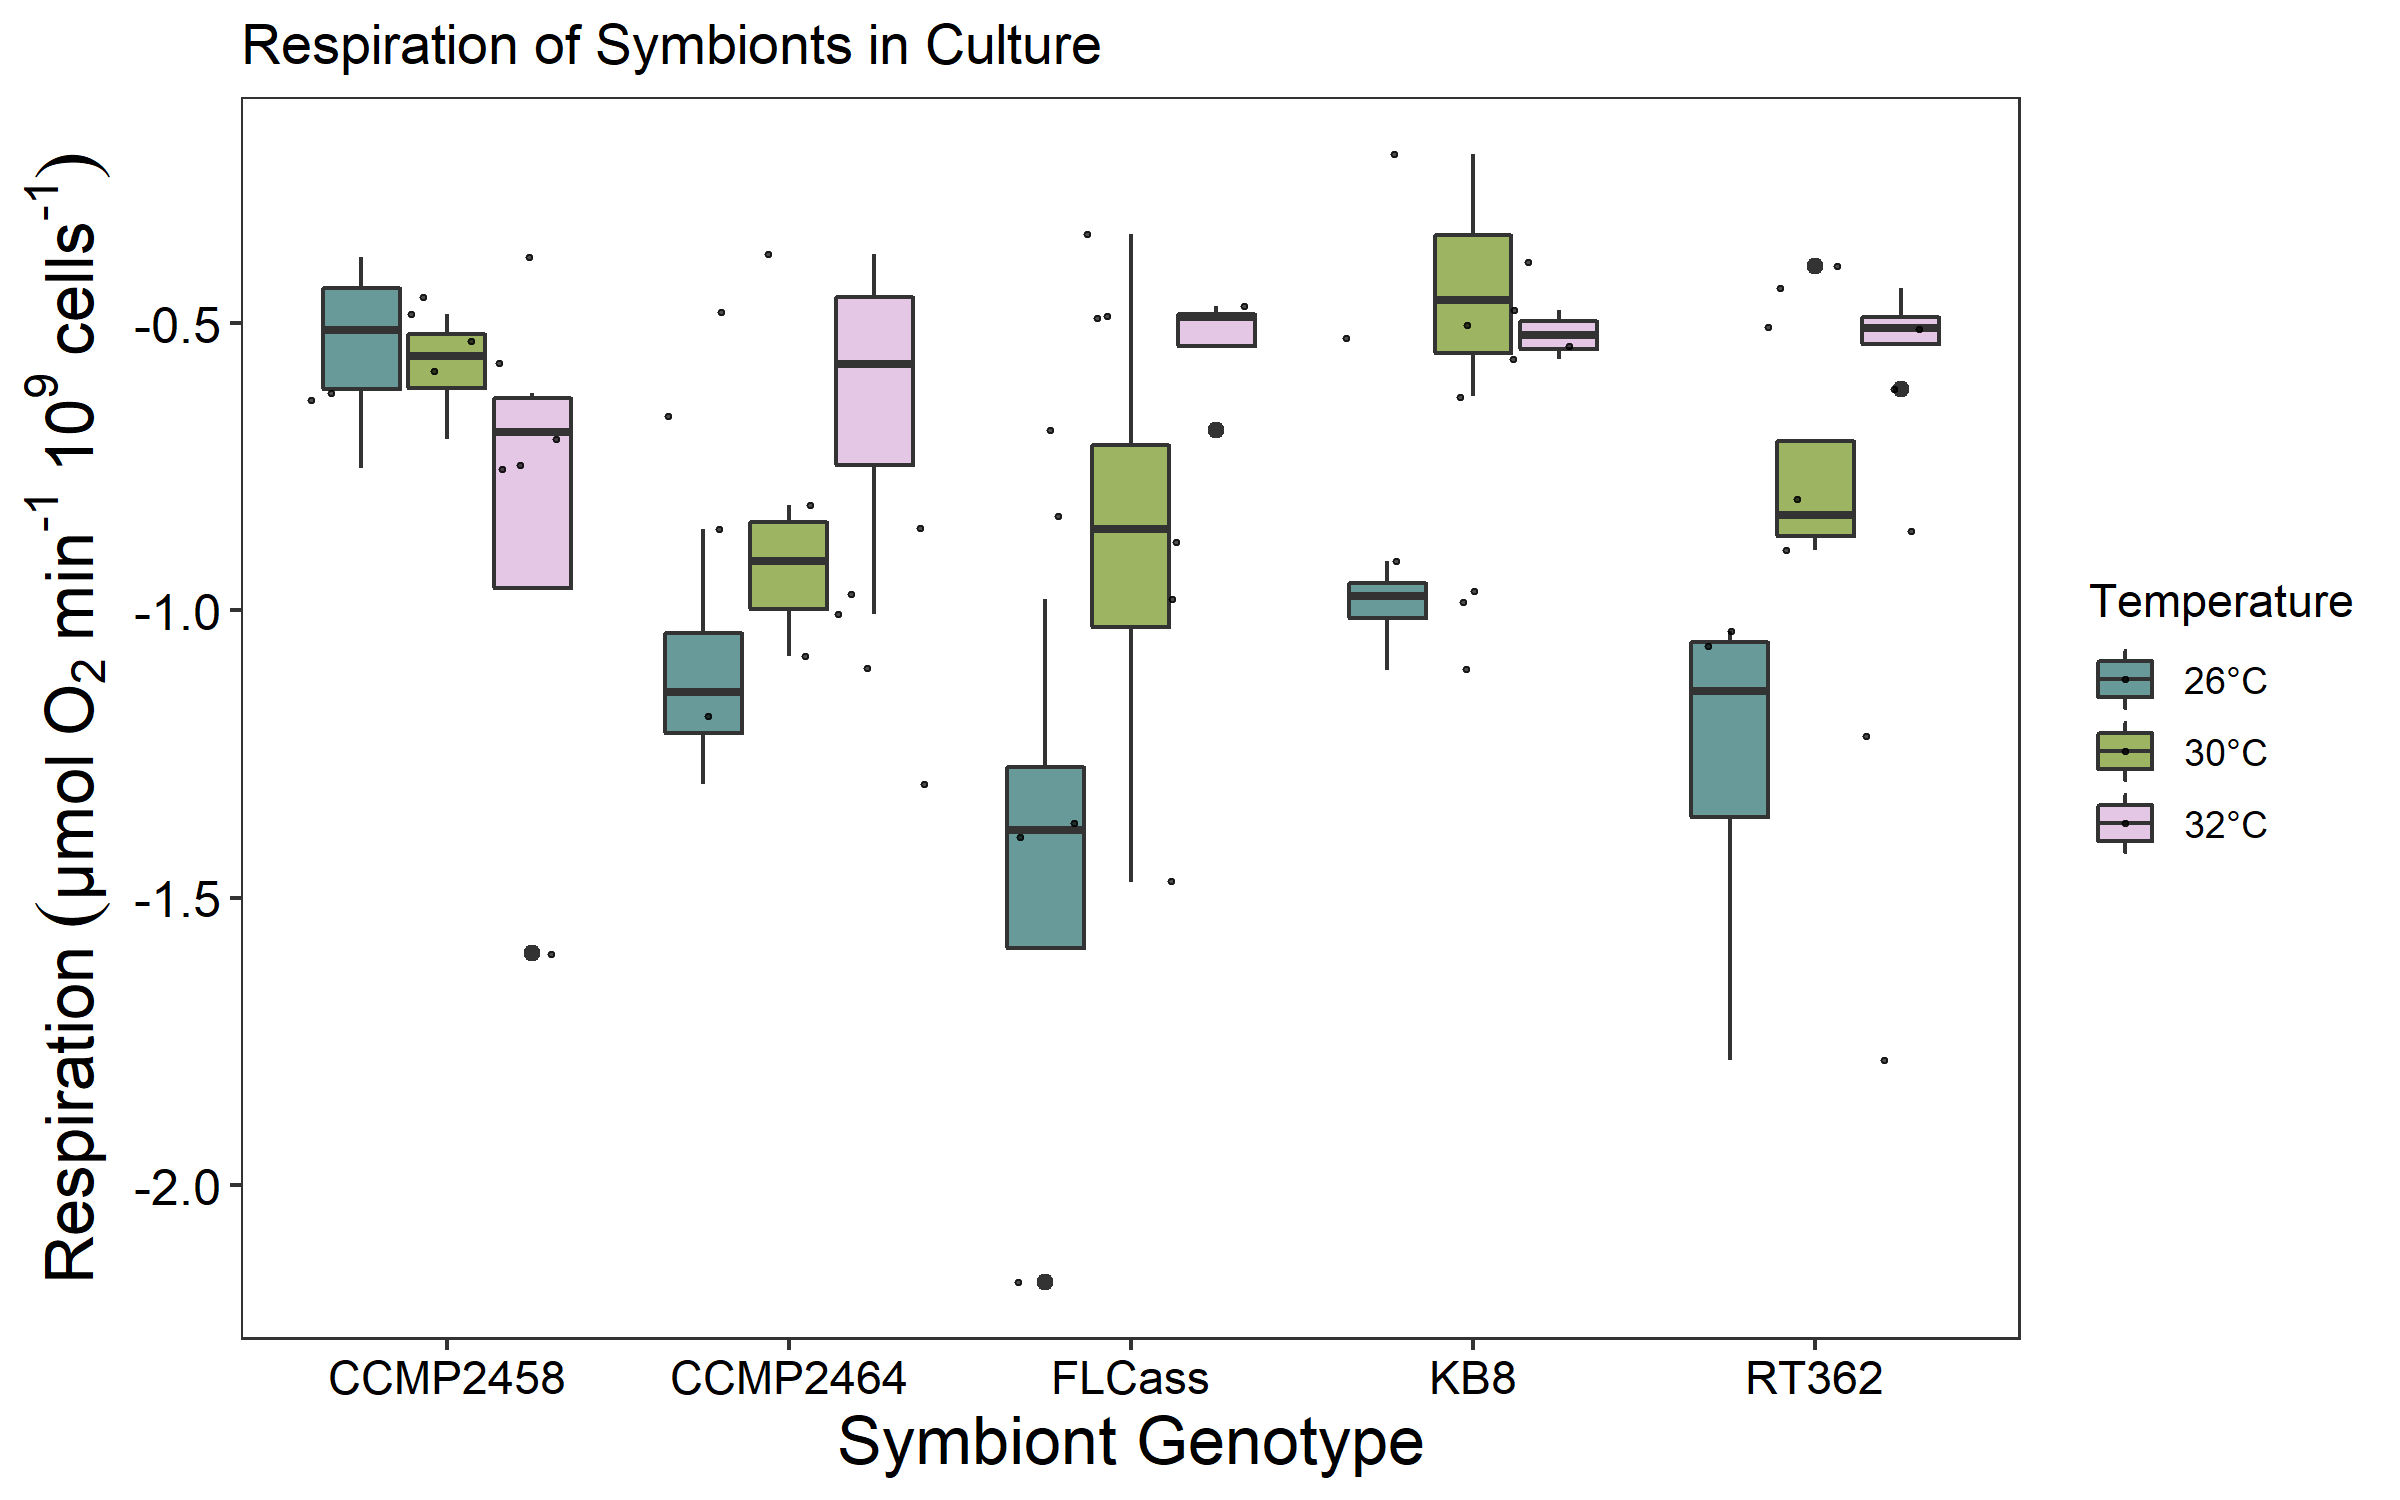 Respiration of Symbionts in Culture
Respiration (µmol O₂ min⁻¹ 10⁹ cells⁻¹)
-0.5
-1.0
-1.5
-2.0
CCMP2458
CCMP2464
FLCass
KB8
RT362
Symbiont Genotype
Temperature
26°C
30°C
32°C